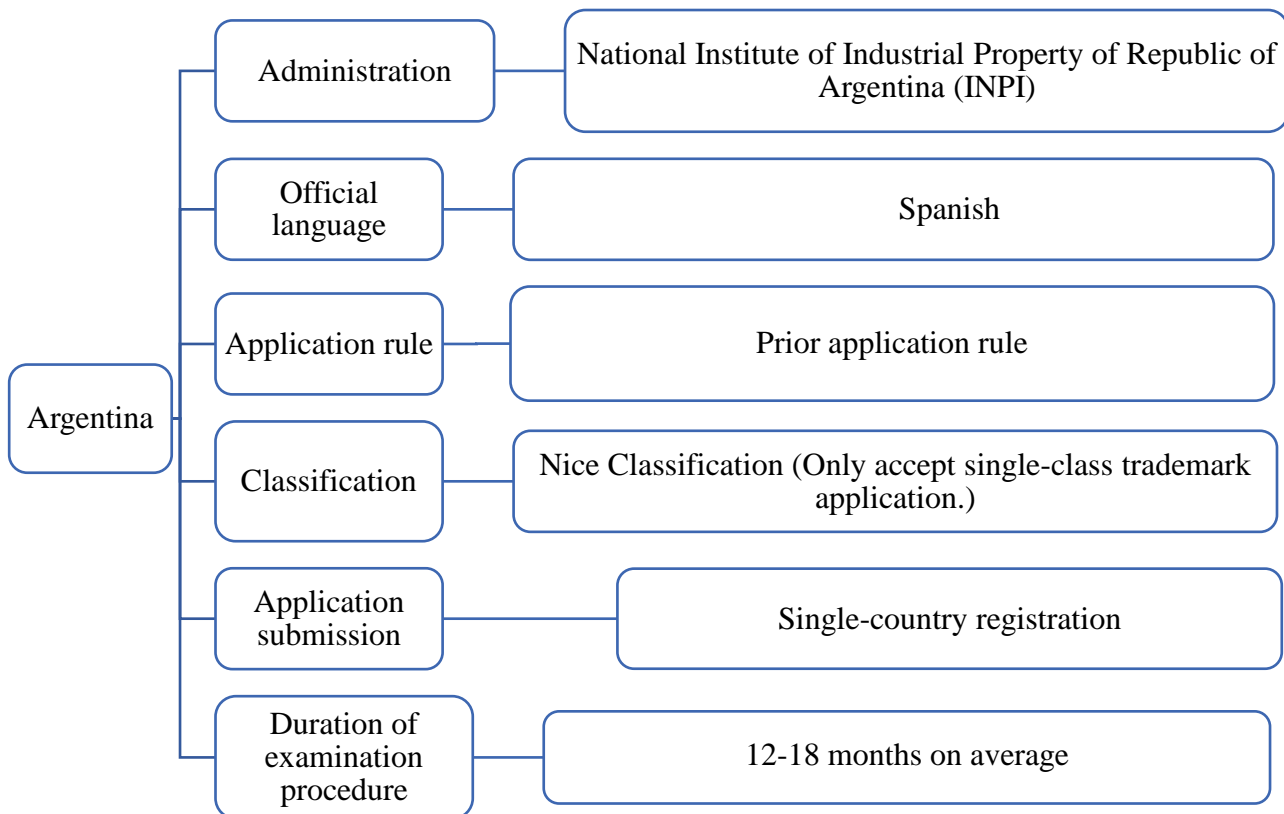 Administration
National Institute of Industrial Property of Republic of
Argentina (INPI)
Official
language
Spanish
Application rule
Prior application rule
Argentina
Classification
Nice Classification (Only accept single-class trademark
application.)
Application
submission
Single-country registration
Duration of
examination
procedure
12-18 months on average